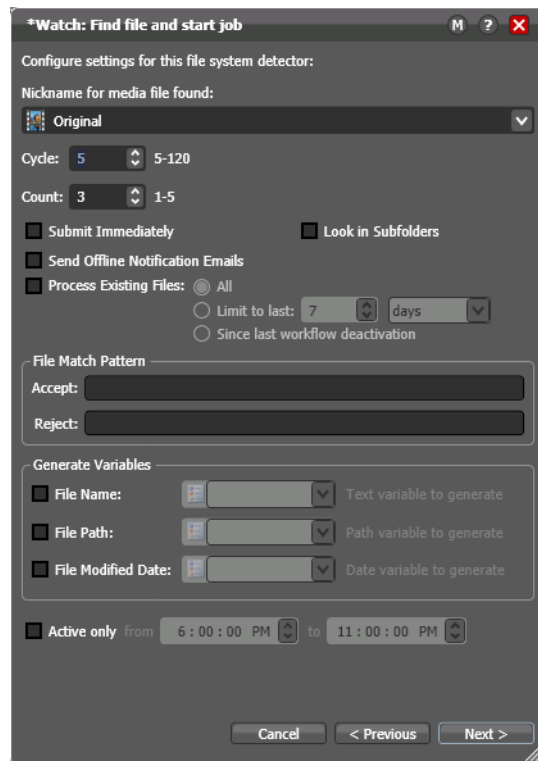 *Watch: Find file and start job M ? X
Configure settings for this file system detector:
Nickname for media file found:
Original
Cycle: 5 5-120
Count: 3 1-5
Submit Immediately Look in Subfolders
Send Offline Notification Emails
Process Existing Files: All
Limit to last: 7 days
Since last workflow deactivation
File Match Pattern
Accept:
Reject:
Generate Variables
File Name: Text variable to generate
File Path: Path variable to generate
File Modified Date: Date variable to generate
Active only from 6 : 00 : 00 PM to 11 : 00 : 00 PM
Cancel < Previous Next >